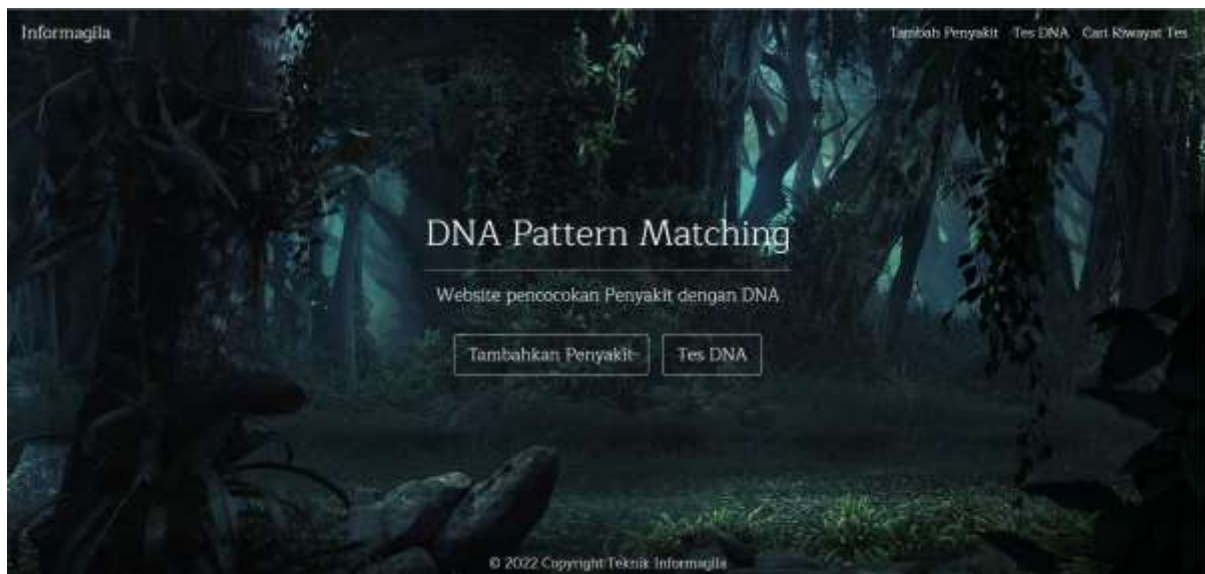 Informagila
Tambah Penyakit Tes DNA Cari Riwayat Tes
DNA Pattern Matching
Website pencocokan Penyakit dengan DNA
Tambahkan Penyakit Tes DNA
© 2022 Copyright: Teknik Informagila